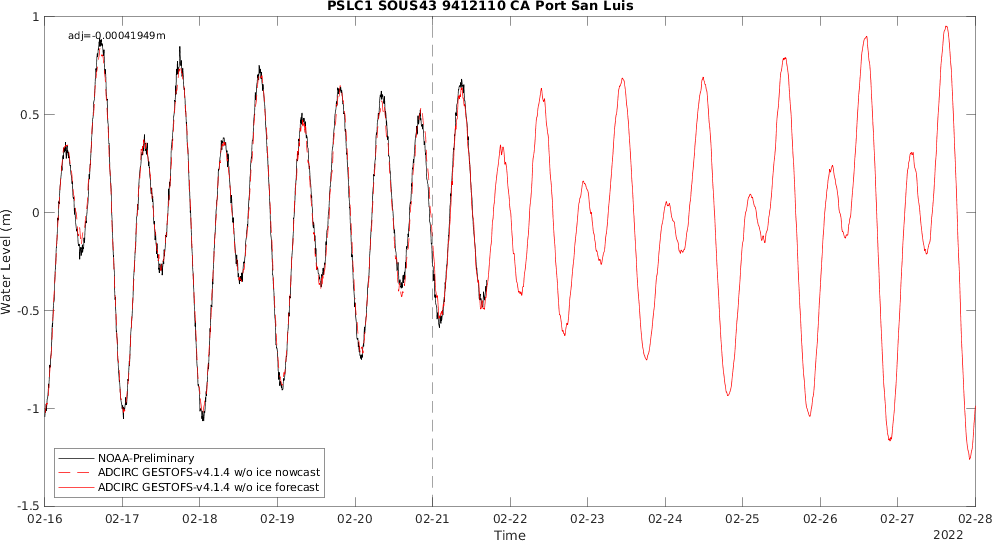 PSLC1 SOUS43 9412110 CA Port San Luis
adj=-0.00041949m
1
0.5
0
-0.5
-1
-1.5
Water Level (m)
NOAA-Preliminary
ADCIRC GESTOFS-v4.1.4 w/o ice nowcast
ADCIRC GESTOFS-v4.1.4 w/o ice forecast
02-16 02-17 02-18 02-19 02-20 02-21 02-22 02-23 02-24 02-25 02-26 02-27 02-28
Time
2022